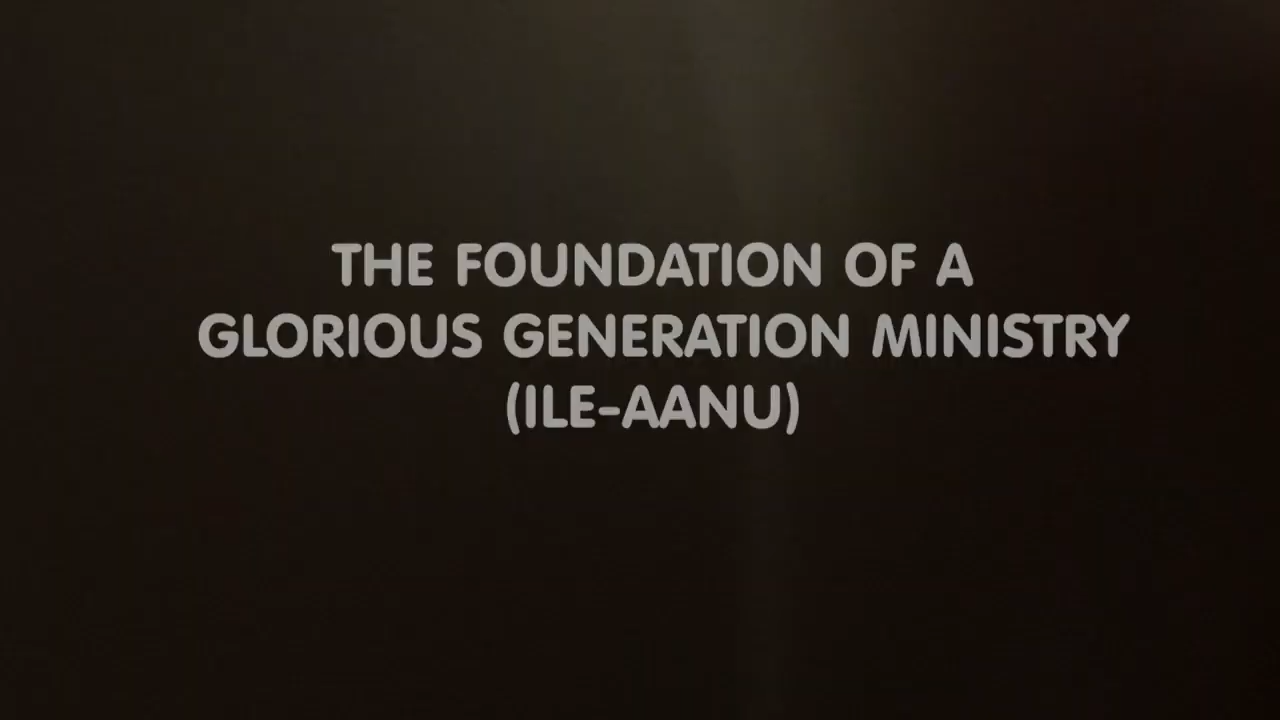 THE FOUNDATION OF A
GLORIOUS GENERATION MINISTRY
(ILE-AANU)